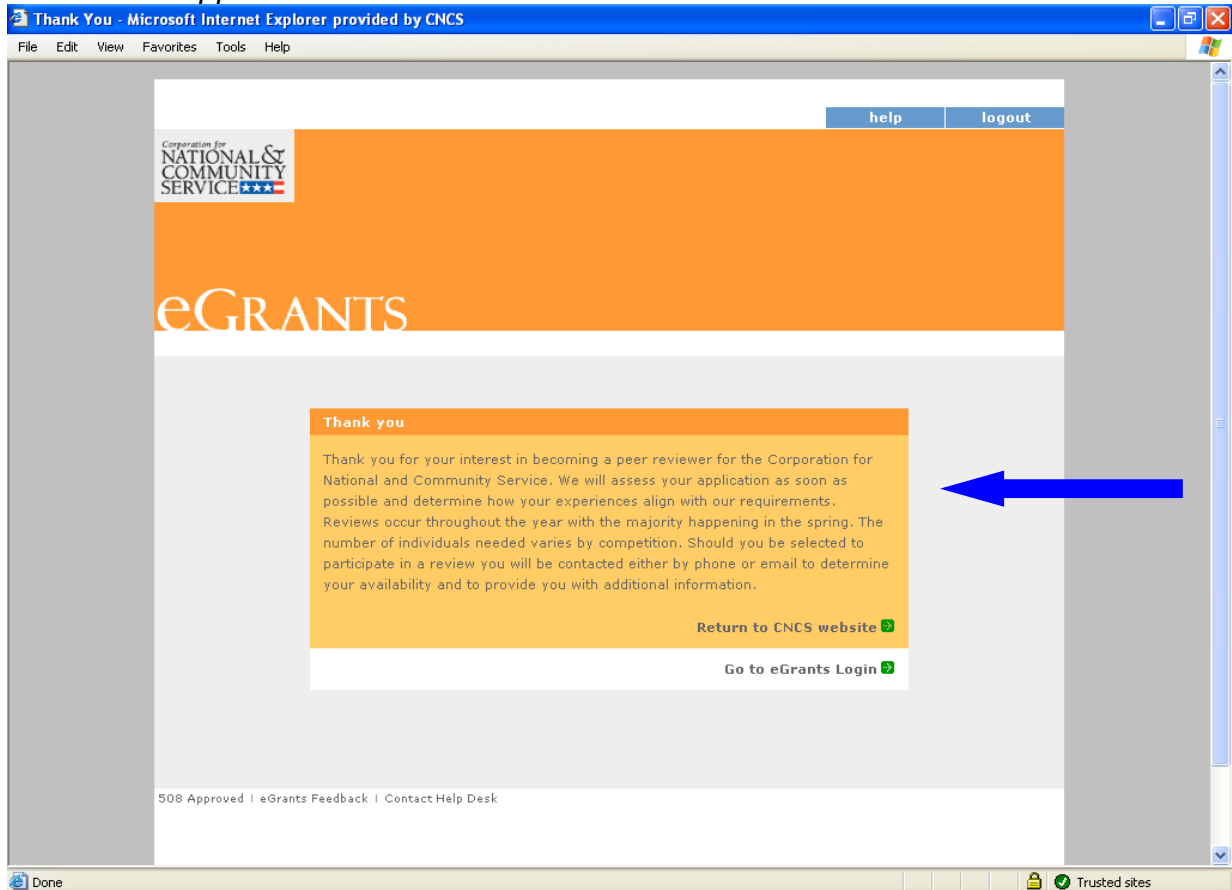 Thank You - Microsoft Internet Explorer provided by CNCS
File Edit View Favorites Tools Help
help logout
Corporation for
NATIONAL &
COMMUNITY
SERVICE
eGRANTS
Thank you
Thank you for your interest in becoming a peer reviewer for the Corporation for
National and Community Service. We will assess your application as soon as
possible and determine how your experiences align with our requirements.
Reviews occur throughout the year with the majority happening in the spring. The
number of individuals needed varies by competition. Should you be selected to
participate in a review you will be contacted either by phone or email to determine
your availability and to provide you with additional information.
Return to CNCS website
Go to eGrants Login
508 Approved | eGrants Feedback | Contact Help Desk
Done Trusted sites